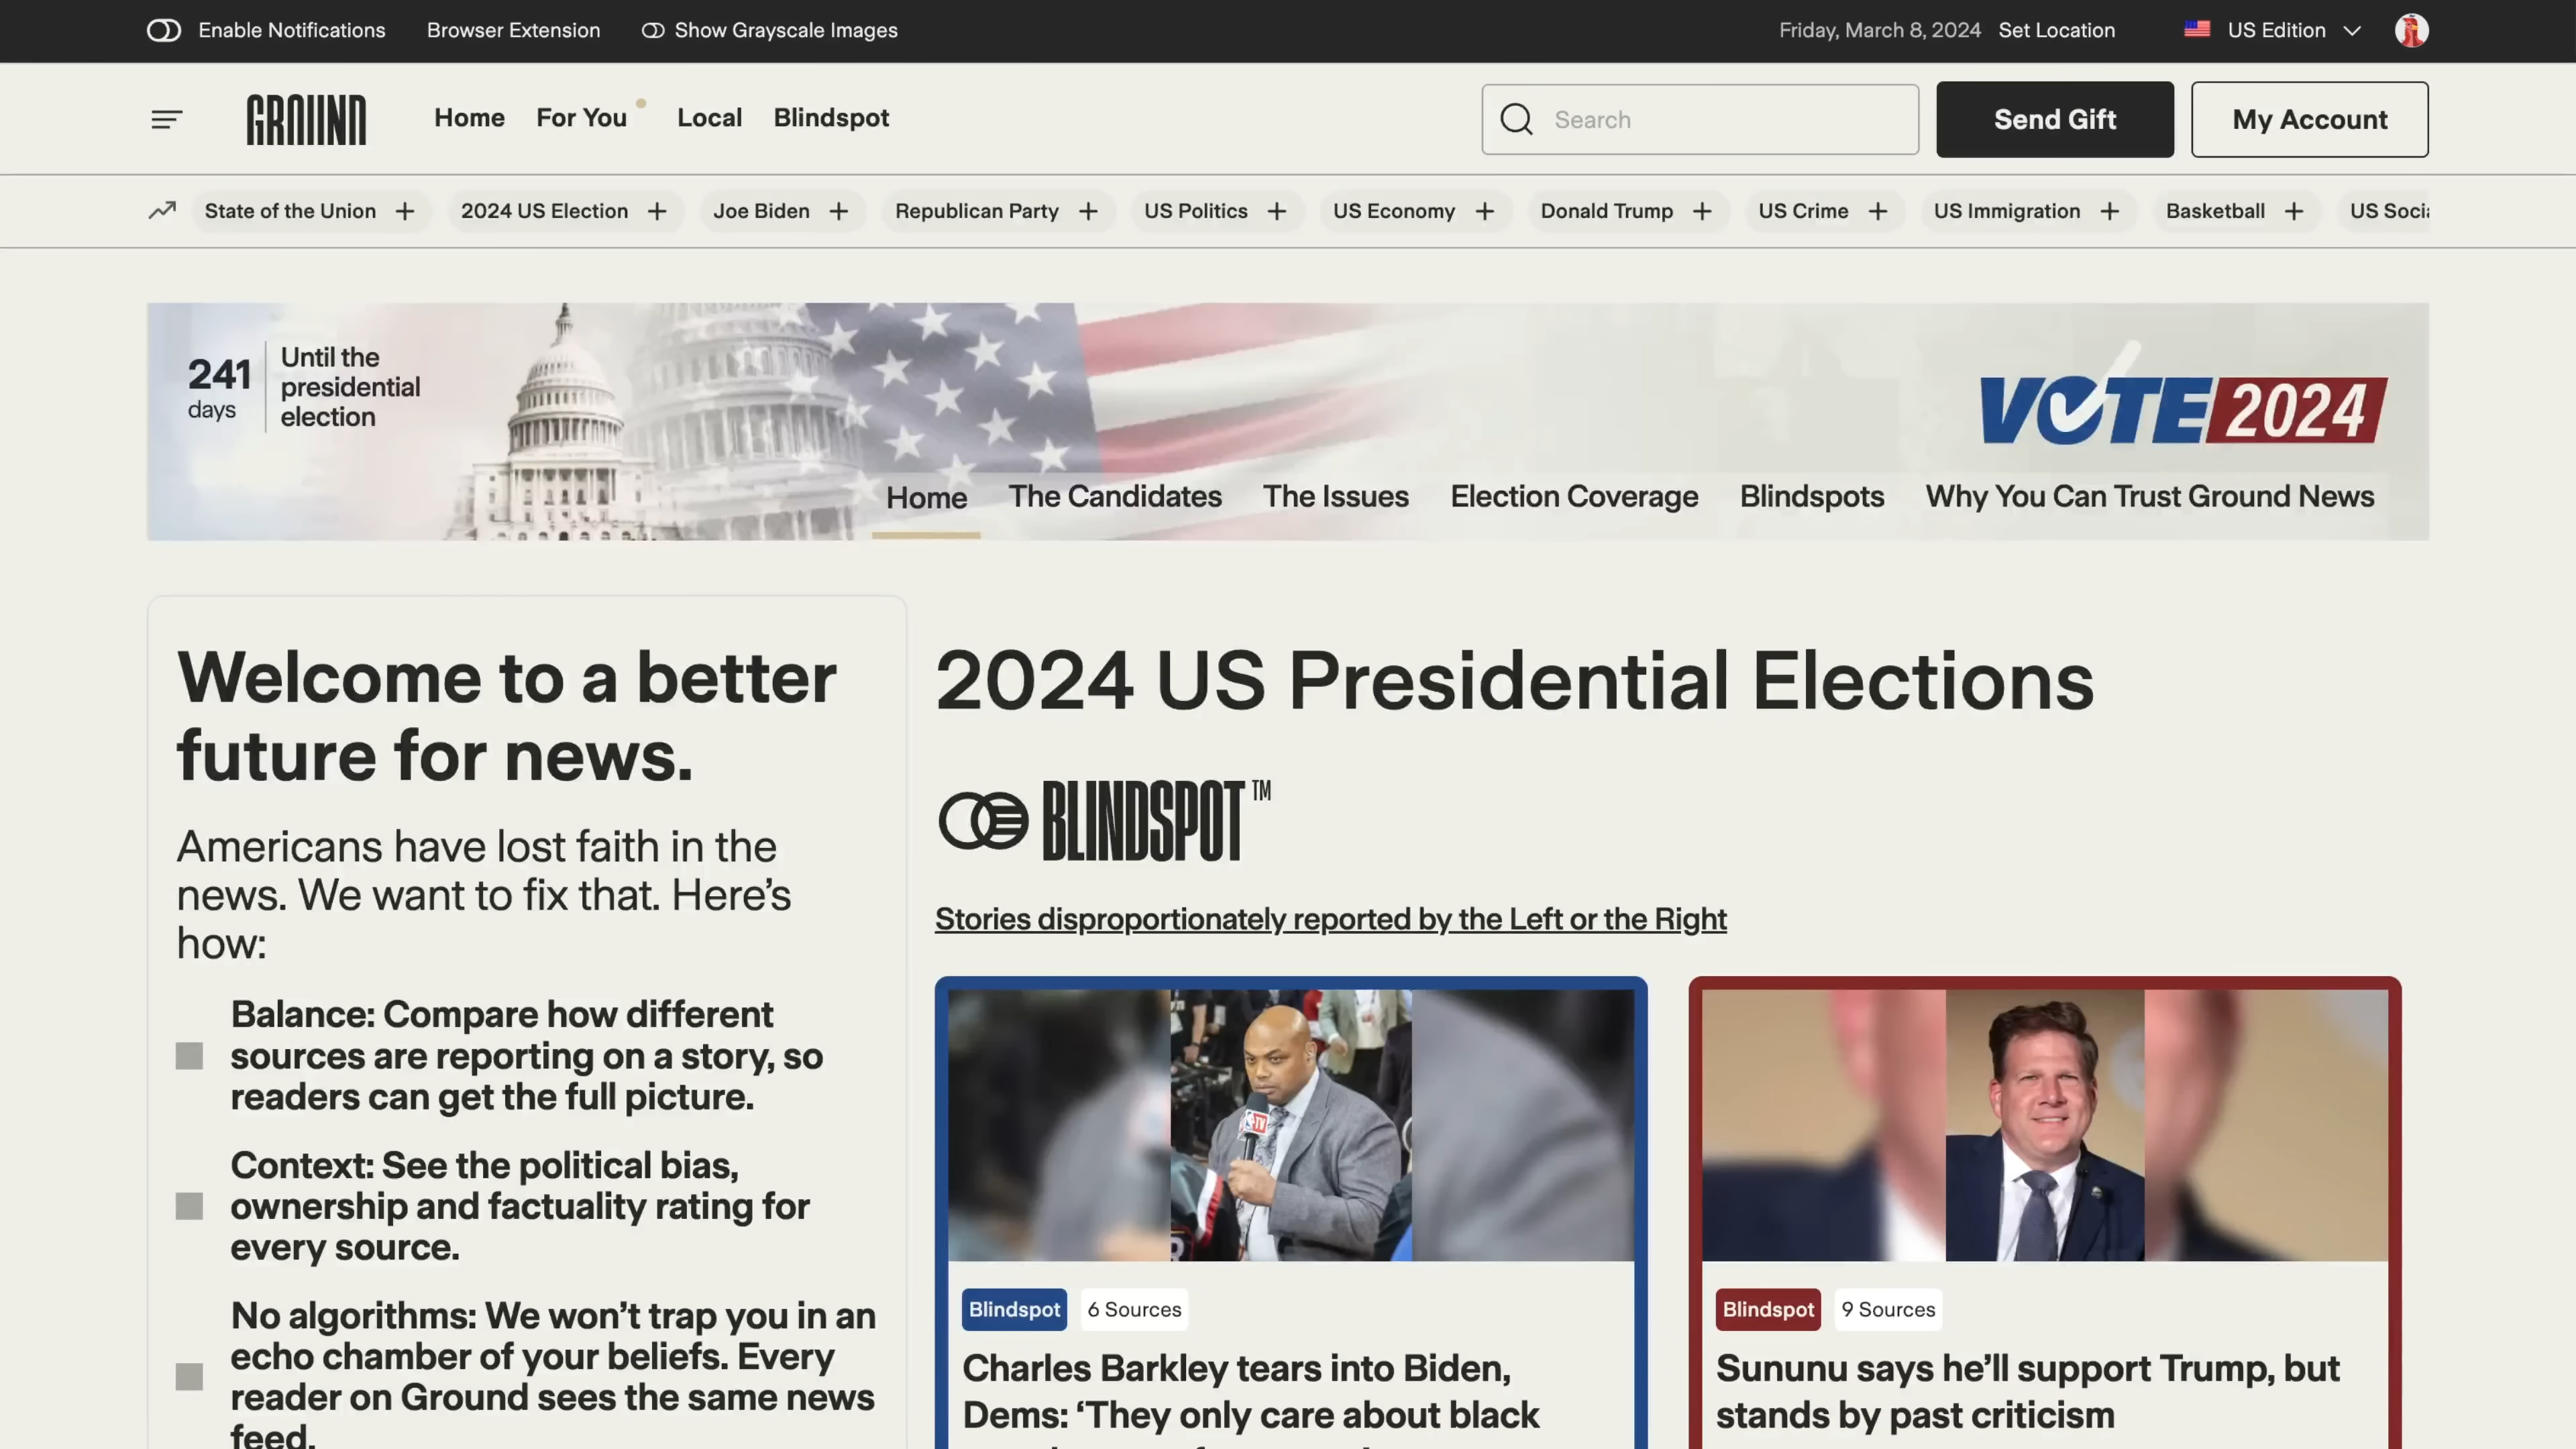 Enable Notifications Browser Extension Show Grayscale Images Friday, March 8, 2024 Set Location US Edition
GROUND Home For You Local Blindspot Search Send Gift My Account
State of the Union + 2024 US Election + Joe Biden + Republican Party + US Politics + US Economy + Donald Trump + US Crime + US Immigration + Basketball + US Soci
241 days
Until the
presidential
election
VOTE 2024
Home The Candidates The Issues Election Coverage Blindspots Why You Can Trust Ground News
Welcome to a better
future for news.
Americans have lost faith in the
news. We want to fix that. Here’s
how:
Balance: Compare how different
sources are reporting on a story, so
readers can get the full picture.
Context: See the political bias,
ownership and factuality rating for
every source.
No algorithms: We won’t trap you in an
echo chamber of your beliefs. Every
reader on Ground sees the same news
feed.
2024 US Presidential Elections
BLINDSPOT™
Stories disproportionately reported by the Left or the Right
Blindspot 6 Sources
Charles Barkley tears into Biden,
Dems: ‘They only care about black
Blindspot 9 Sources
Sununu says he’ll support Trump, but
stands by past criticism